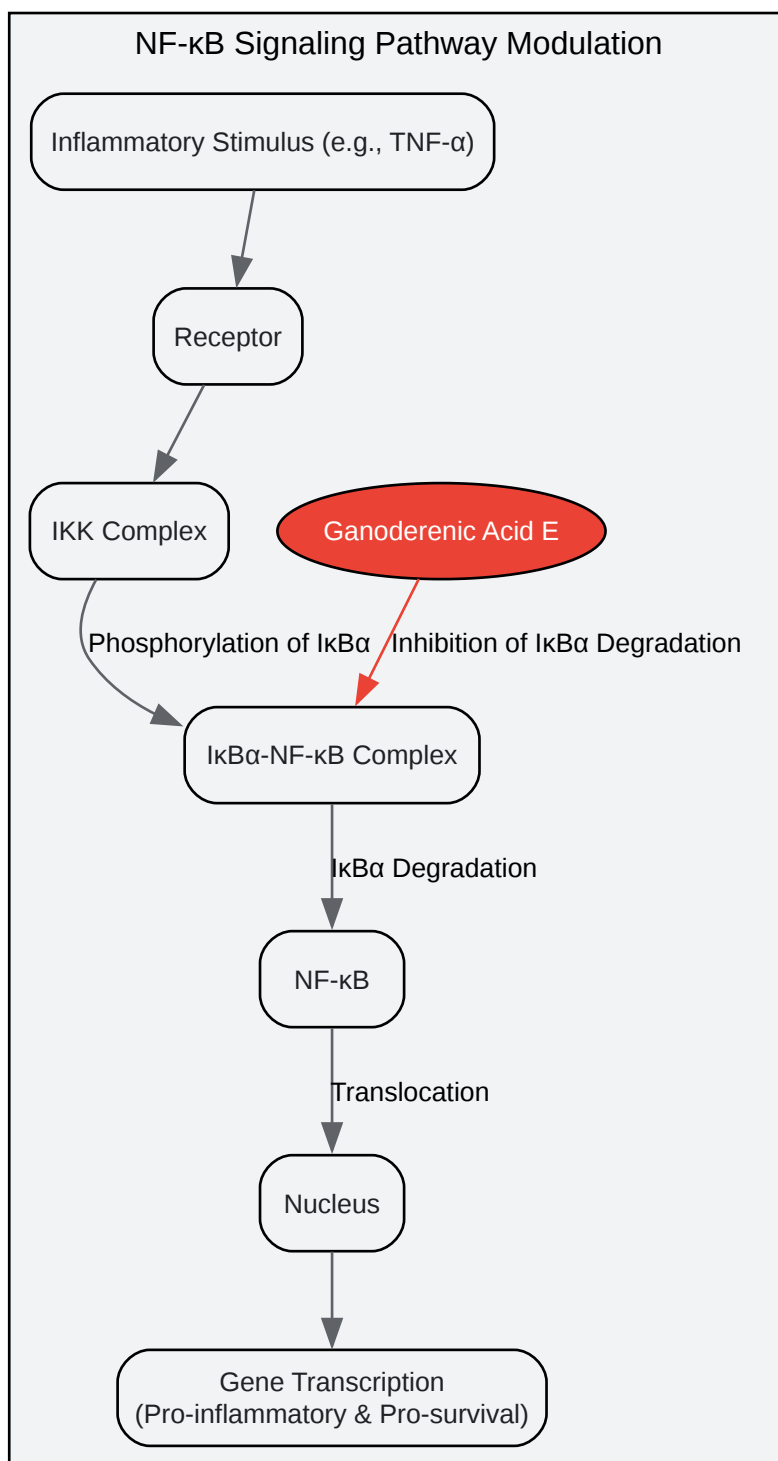 NF-κB Signaling Pathway Modulation
Inflammatory Stimulus (e.g., TNF-α)
Receptor
IKK Complex
Ganoderenic Acid E
Phosphorylation of IκBα
Inhibition of IκBα Degradation
IκBα-NF-κB Complex
IκBα Degradation
NF-κB
Translocation
Nucleus
Gene Transcription
(Pro-inflammatory & Pro-survival)